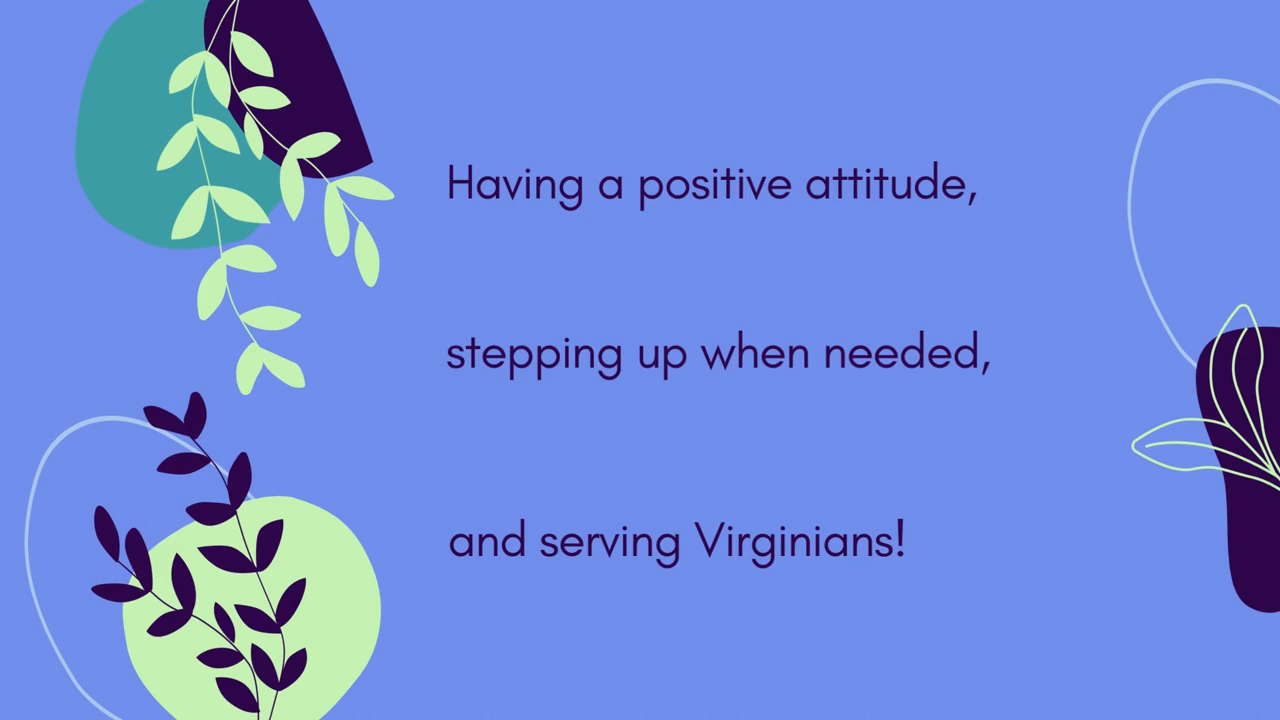 Having a positive attitude,
stepping up when needed,
and serving Virginians!